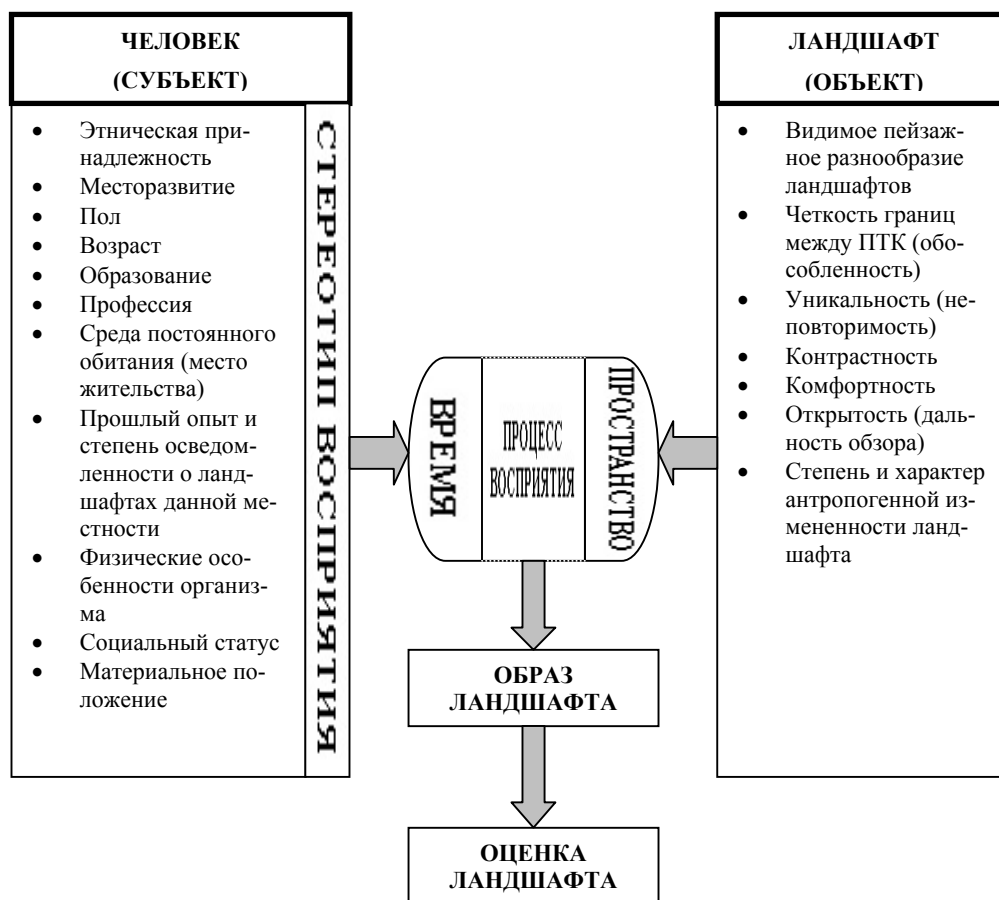 ЧЕЛОВЕК
(СУБЪЕКТ)
• Этническая при-
надлежность
• Месторазвитие
• Пол
• Возраст
• Образование
• Профессия
• Среда постоянного
обитания (место
жительства)
• Прошлый опыт и
степень осведом-
ленности о ланд-
шафтах данной ме-
стности
• Физические осо-
бенности организ-
ма
• Социальный статус
• Материальное по-
ложение
СТЕРЕОТИП ВОСПРИЯТИЯ
ВРЕМЯ
ПРОЦЕСС
ВОСПРИЯТИЯ
ПРОСТРАНСТВО
ОБРАЗ
ЛАНДШАФТА
ОЦЕНКА
ЛАНДШАФТА
ЛАНДШАФТ
(ОБЪЕКТ)
• Видимое пейзаж-
ное разнообразие
ландшафтов
• Четкость границ
между ПТК (обо-
собленность)
• Уникальность (не-
повторимость)
• Контрастность
• Комфортность
• Открытость (даль-
ность обзора)
• Степень и характер
антропогенной из-
мененности ланд-
шафта